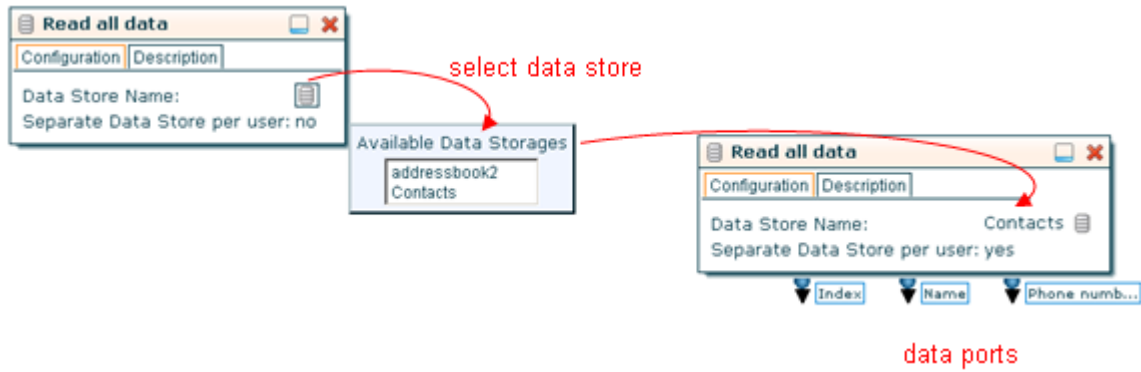 Read all data
Configuration Description
Data Store Name:
Separate Data Store per user: no
select data store
Available Data Storages
addressbook2
Contacts
Read all data
Configuration Description
Data Store Name: Contacts
Separate Data Store per user: yes
Index Name Phone numb...
data ports